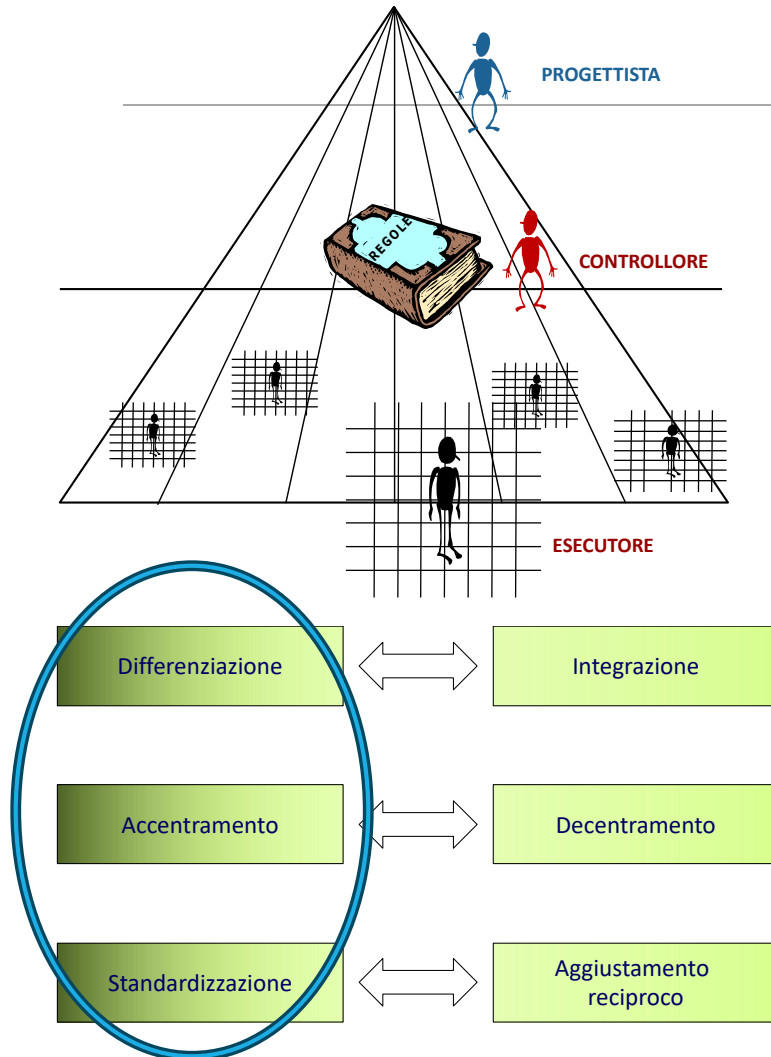 PROGETTISTA
REGOLE
CONTROLLORE
ESECUTORE
Differenziazione
Integrazione
Accentramento
Decentramento
Standardizzazione
Aggiustamento
reciproco